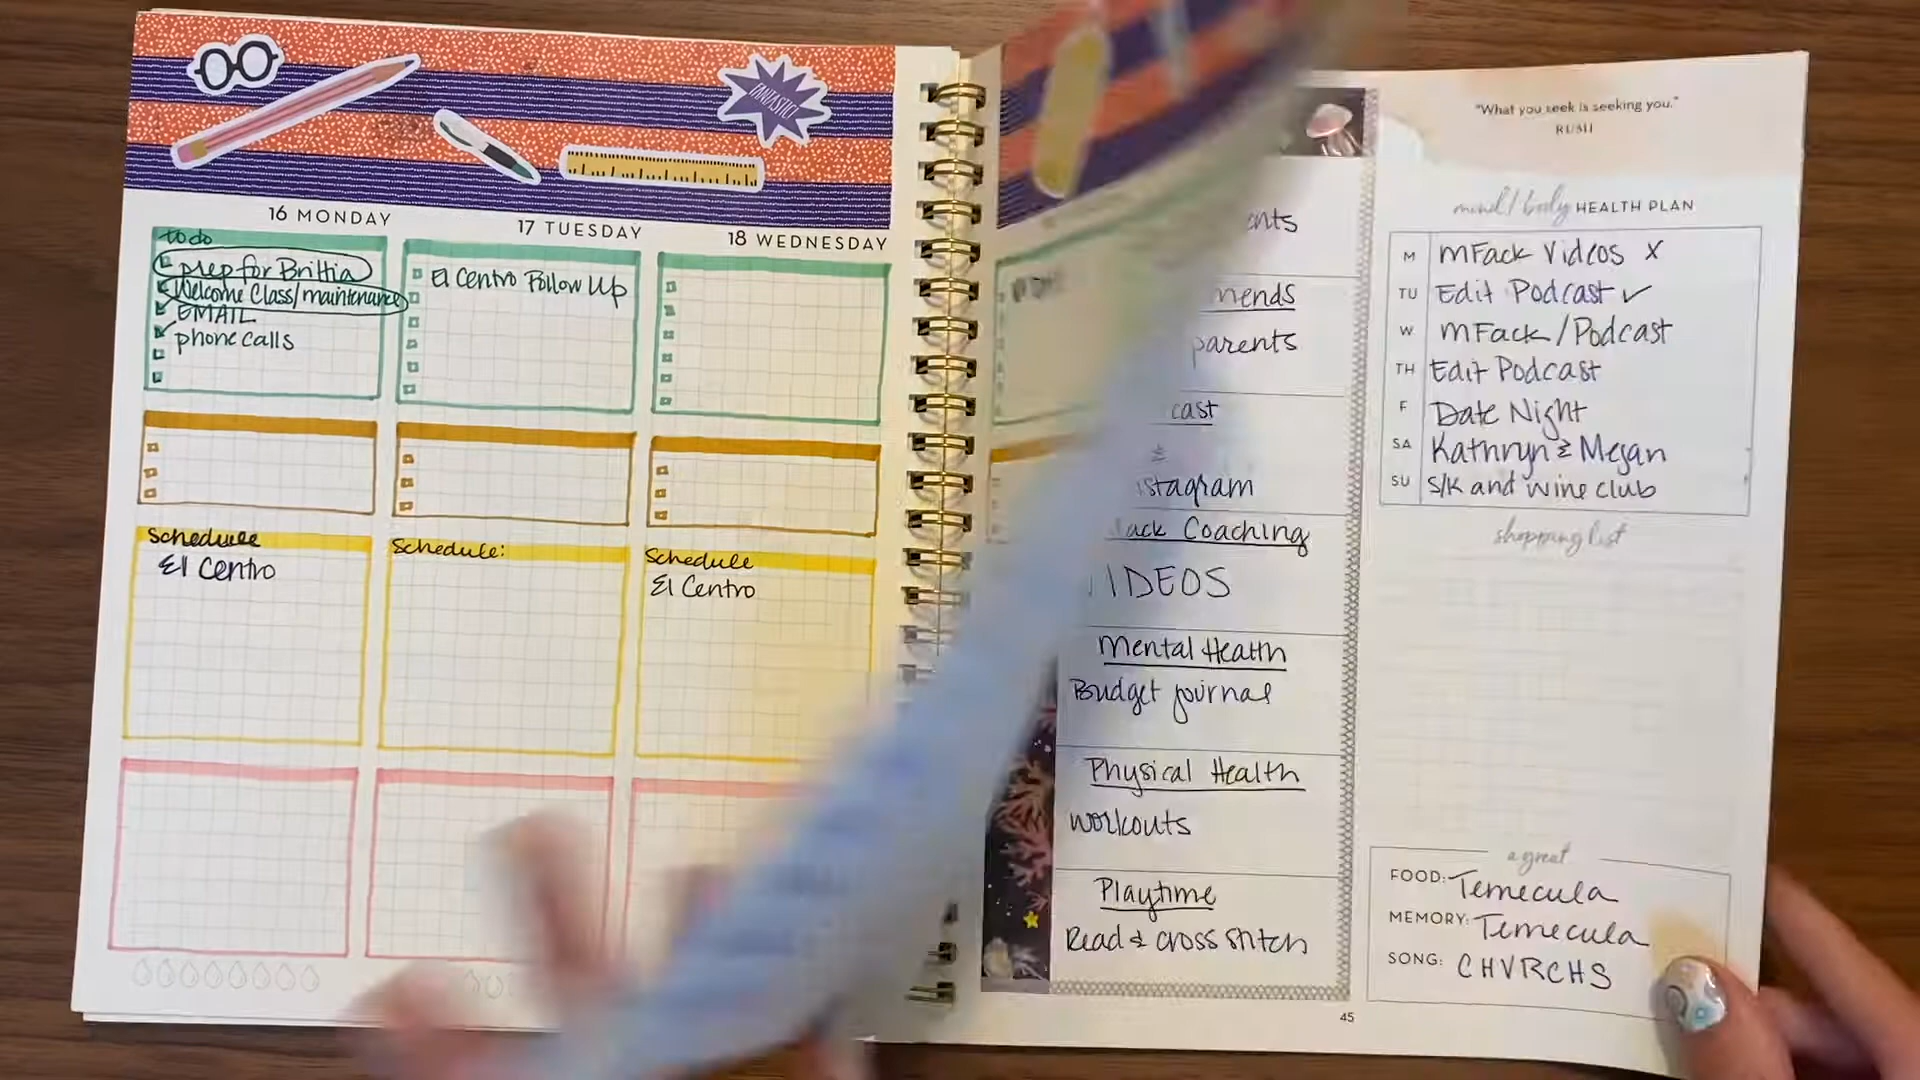 FANTASTIC!
16 MONDAY
17 TUESDAY
18 WEDNESDAY
to do
prep for Brittia
Welcome Class/maintenance
EMAIL
phone calls
El Centro Follow Up
Schedule
El Centro
Schedule:
Schedule
El Centro
ents
mends
parents
cast
&
stagram
ack Coaching
VIDEOS
Mental Health
Budget journal
Physical Health
workouts
Playtime
Read & cross stitch
45
"What you seek is seeking you."
RUMI
mind/body HEALTH PLAN
M mFack Videos X
TU Edit Podcast ✓
W mFack/Podcast
TH Edit Podcast
F Date Night
SA Kathryn & Megan
SU S/K and wine club
shopping list
a great
FOOD: Temecula
MEMORY: Temecula
SONG: CHVRCHS